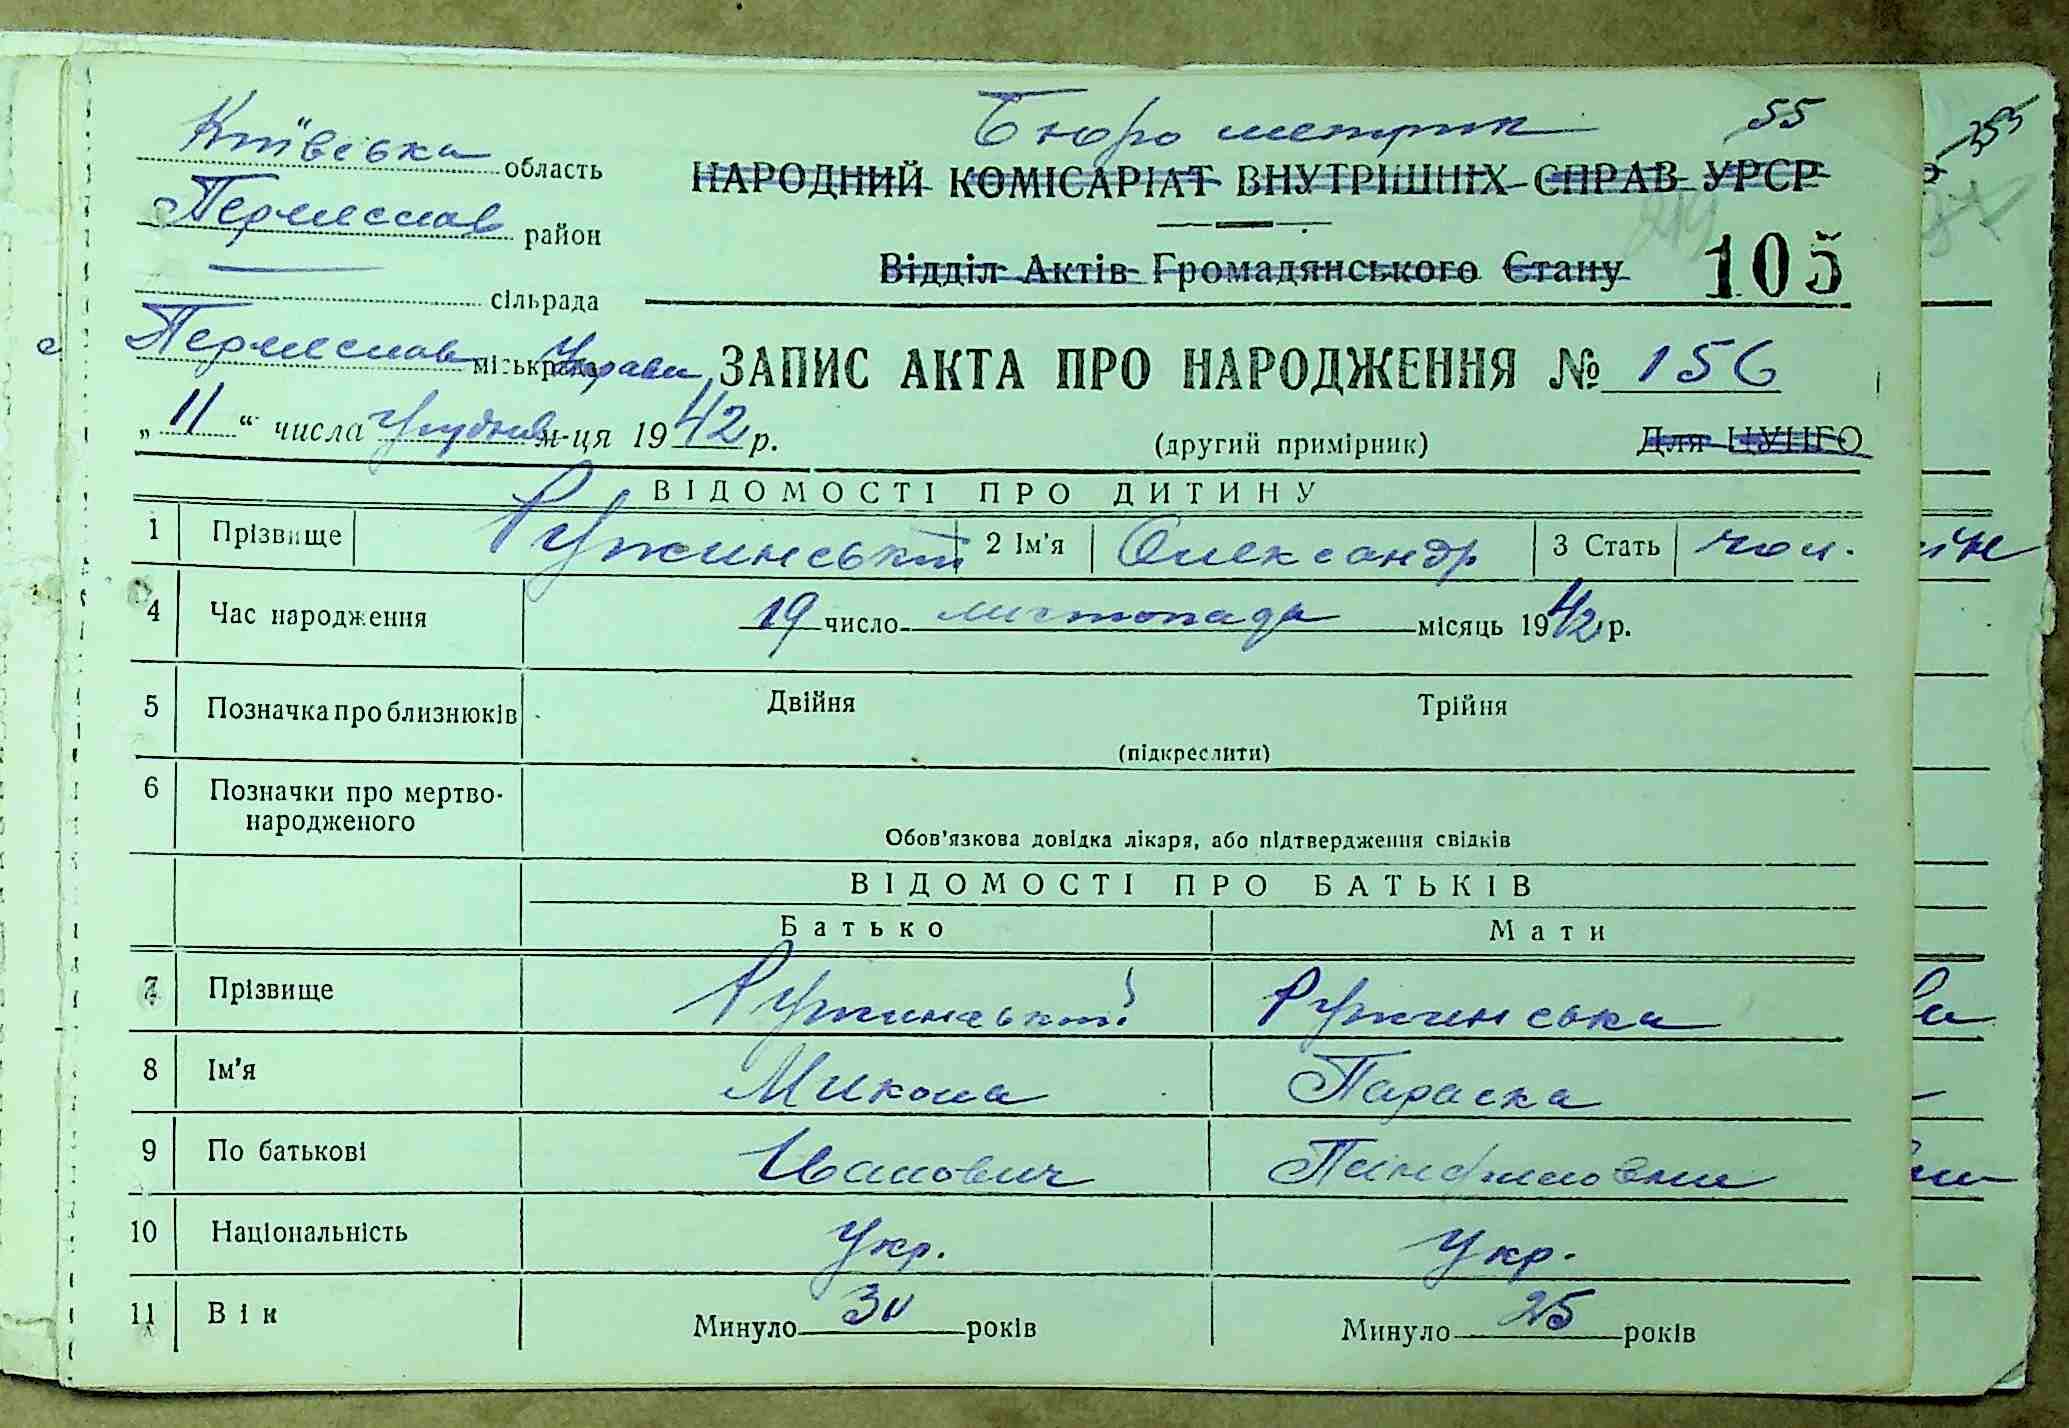 Київська область
Бюро метрик
55
Переяслав район
НАРОДНИЙ КОМІСАРІАТ ВНУТРІШНІХ СПРАВ УРСР
сільрада
Відділ Актів Громадянського Стану
105
Переяслав міськрада Управи
ЗАПИС АКТА ПРО НАРОДЖЕННЯ № 156
„ 11 “ числа грудня м-ця 1942 р.
(другий примірник)
Для ЦУНГО
ВІДОМОСТІ ПРО ДИТИНУ
1 Прізвище Ружинський 2 Ім'я Олександр 3 Стать чол.
4 Час народження 19 число листопада місяць 1942 р.
5 Позначка про близнюків Двійня Трійня
(підкреслити)
6 Позначки про мертво-
народженого
Обов'язкова довідка лікаря, або підтвердження свідків
ВІДОМОСТІ ПРО БАТЬКІВ
Батько Мати
7 Прізвище Ружинський Ружинська
8 Ім'я Микола Параска
9 По батькові Іванович
10 Національність Укр. Укр.
11 Вік Минуло 30 років Минуло 25 років